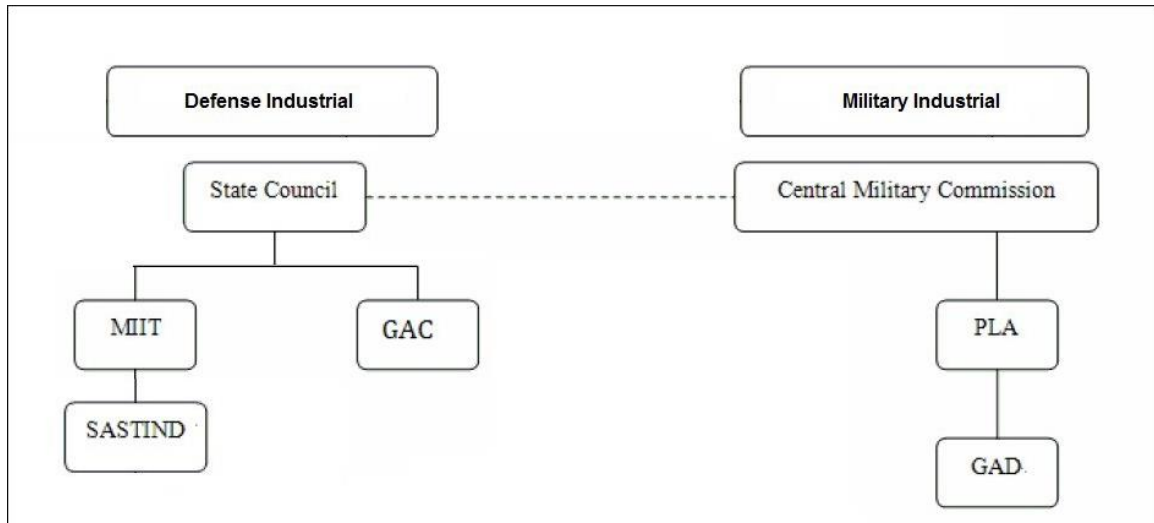 Defense Industrial
Military Industrial
State Council
Central Military Commission
MIIT
GAC
PLA
SASTIND
GAD